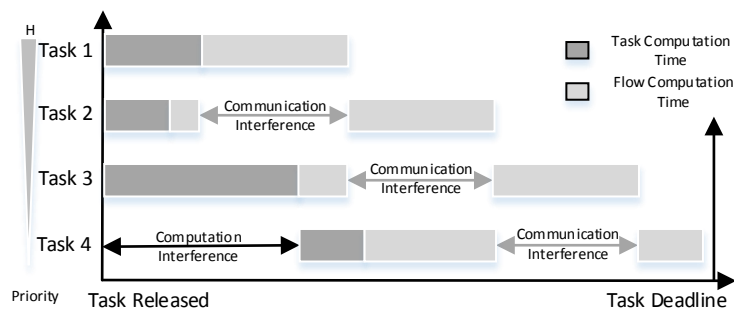 H
Task 1
Task 2
Task 3
Task 4
Priority
Communication
Interference
Communication
Interference
Computation
Interference
Communication
Interference
Task Computation
Time
Flow Computation
Time
Task Released
Task Deadline